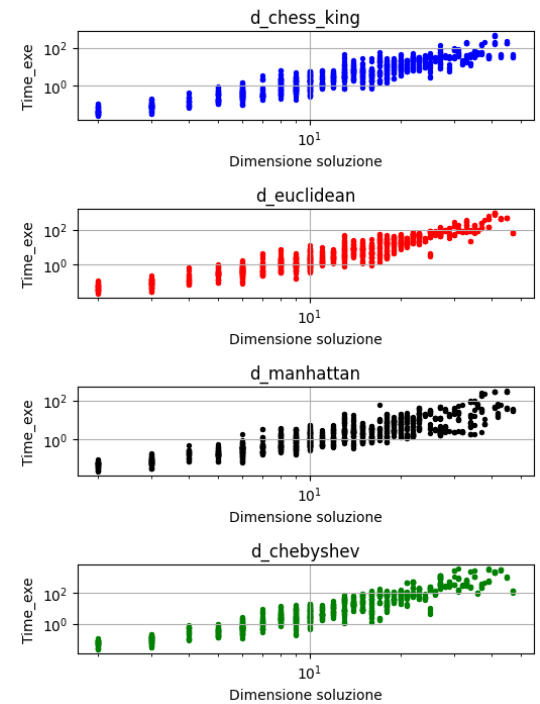 d_chess_king
10²
10⁰
Time_exe
10¹
Dimensione soluzione
d_euclidean
10²
10⁰
Time_exe
10¹
Dimensione soluzione
d_manhattan
10²
10⁰
Time_exe
10¹
Dimensione soluzione
d_chebyshev
10²
10⁰
Time_exe
10¹
Dimensione soluzione